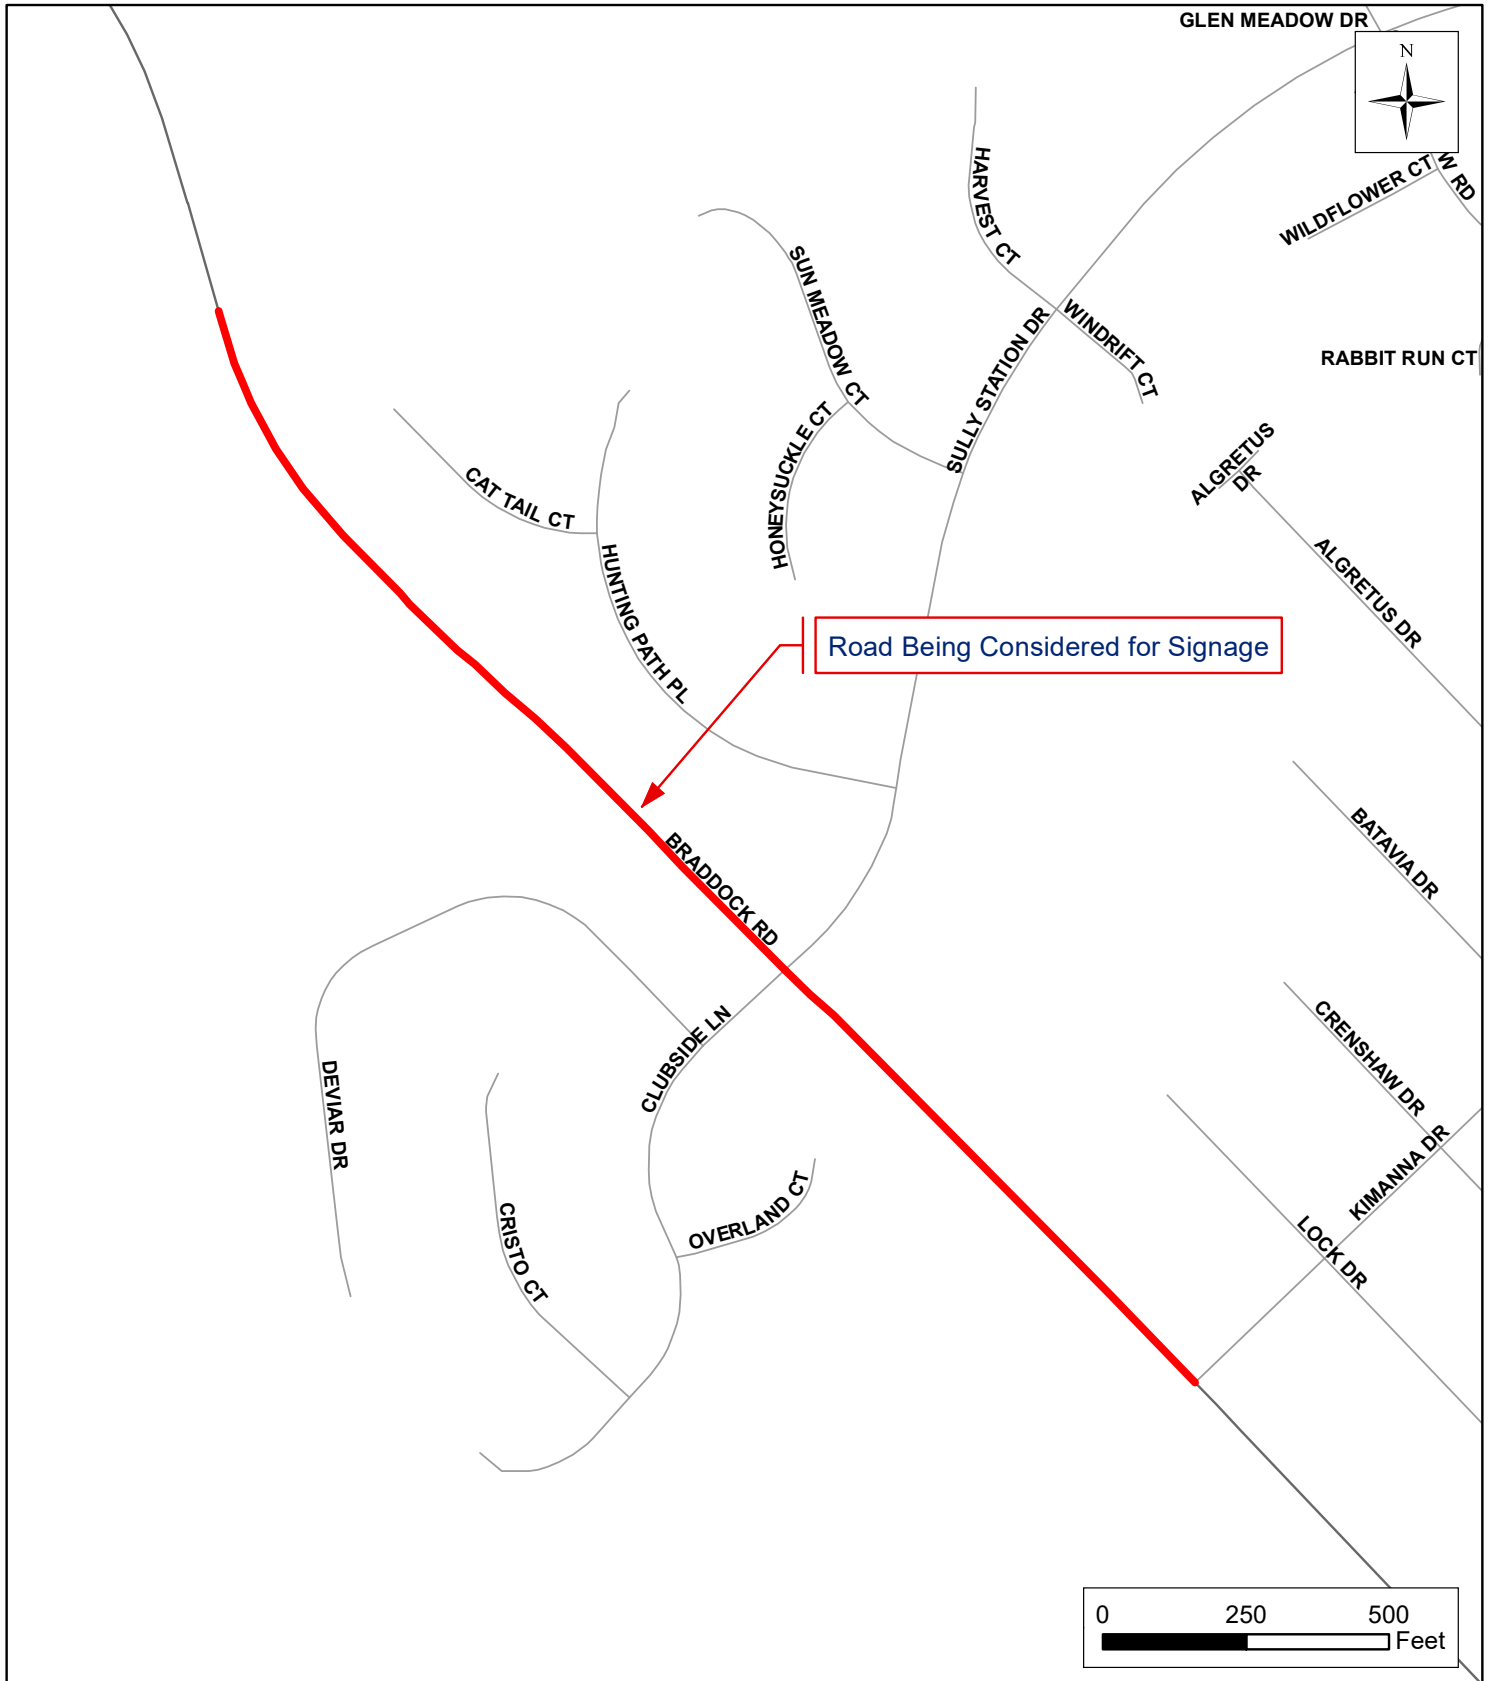 GLEN MEADOW DR
N
HARVEST CT
WILDFLOWER CT
W RD
SUN MEADOW CT
SULLY STATION DR
WINDRIFT CT
RABBIT RUN CT
HONEYSUCKLE CT
ALGRETUS
DR
CAT TAIL CT
HUNTING PATH PL
ALGRETUS DR
Road Being Considered for Signage
BRADDOCK RD
BATAVIA DR
CLUBSIDE LN
CRENSHAW DR
DEVIAR DR
KIMANNA DR
OVERLAND CT
CRISTO CT
LOCK DR
0 250 500
Feet